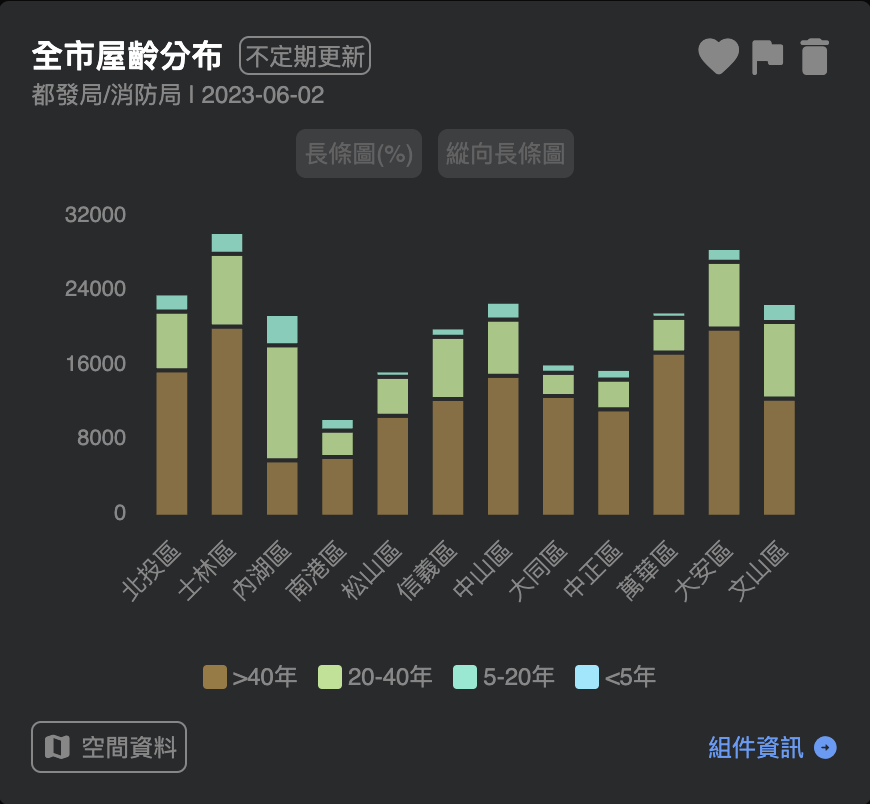 全市屋齡分布 不定期更新
都發局/消防局 | 2023-06-02
長條圖(%) 縱向長條圖
32000
24000
16000
8000
0
北投區 士林區 內湖區 南港區 松山區 信義區 中山區 大同區 中正區 萬華區 大安區 文山區
>40年 20-40年 5-20年 <5年
空間資料 組件資訊